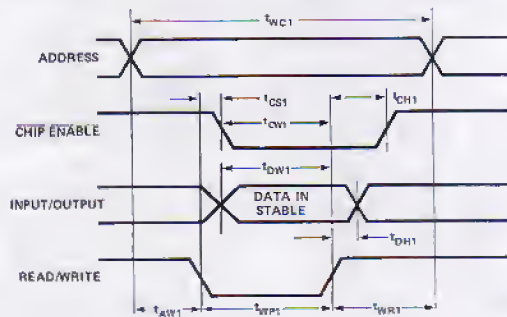 tWC1
ADDRESS
tCS1
tCH1
CHIP ENABLE
tCW1
tDW1
INPUT/OUTPUT
DATA IN
STABLE
tDH1
READ/WRITE
tAW1
tWP1
tWR1